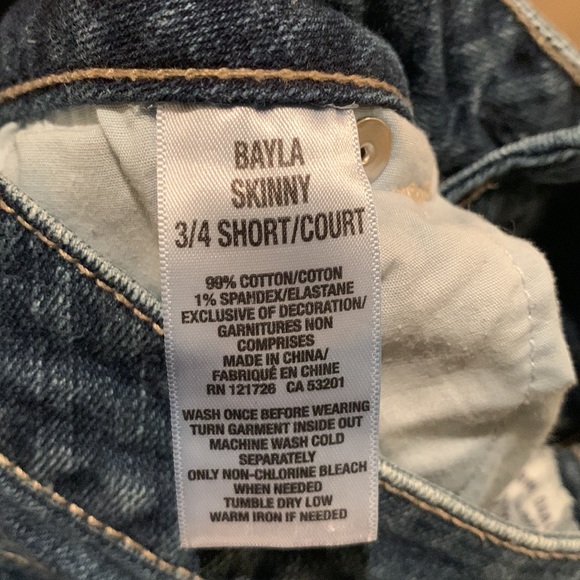 BAYLA
SKINNY
3/4 SHORT/COURT
99% COTTON/COTON
1% SPANDEX/ELASTANE
EXCLUSIVE OF DECORATION/
GARNITURES NON
COMPRISES
MADE IN CHINA/
FABRIQUÉ EN CHINE
RN 121726 CA 53201
WASH ONCE BEFORE WEARING
TURN GARMENT INSIDE OUT
MACHINE WASH COLD
SEPARATELY
ONLY NON-CHLORINE BLEACH
WHEN NEEDED
TUMBLE DRY LOW
WARM IRON IF NEEDED